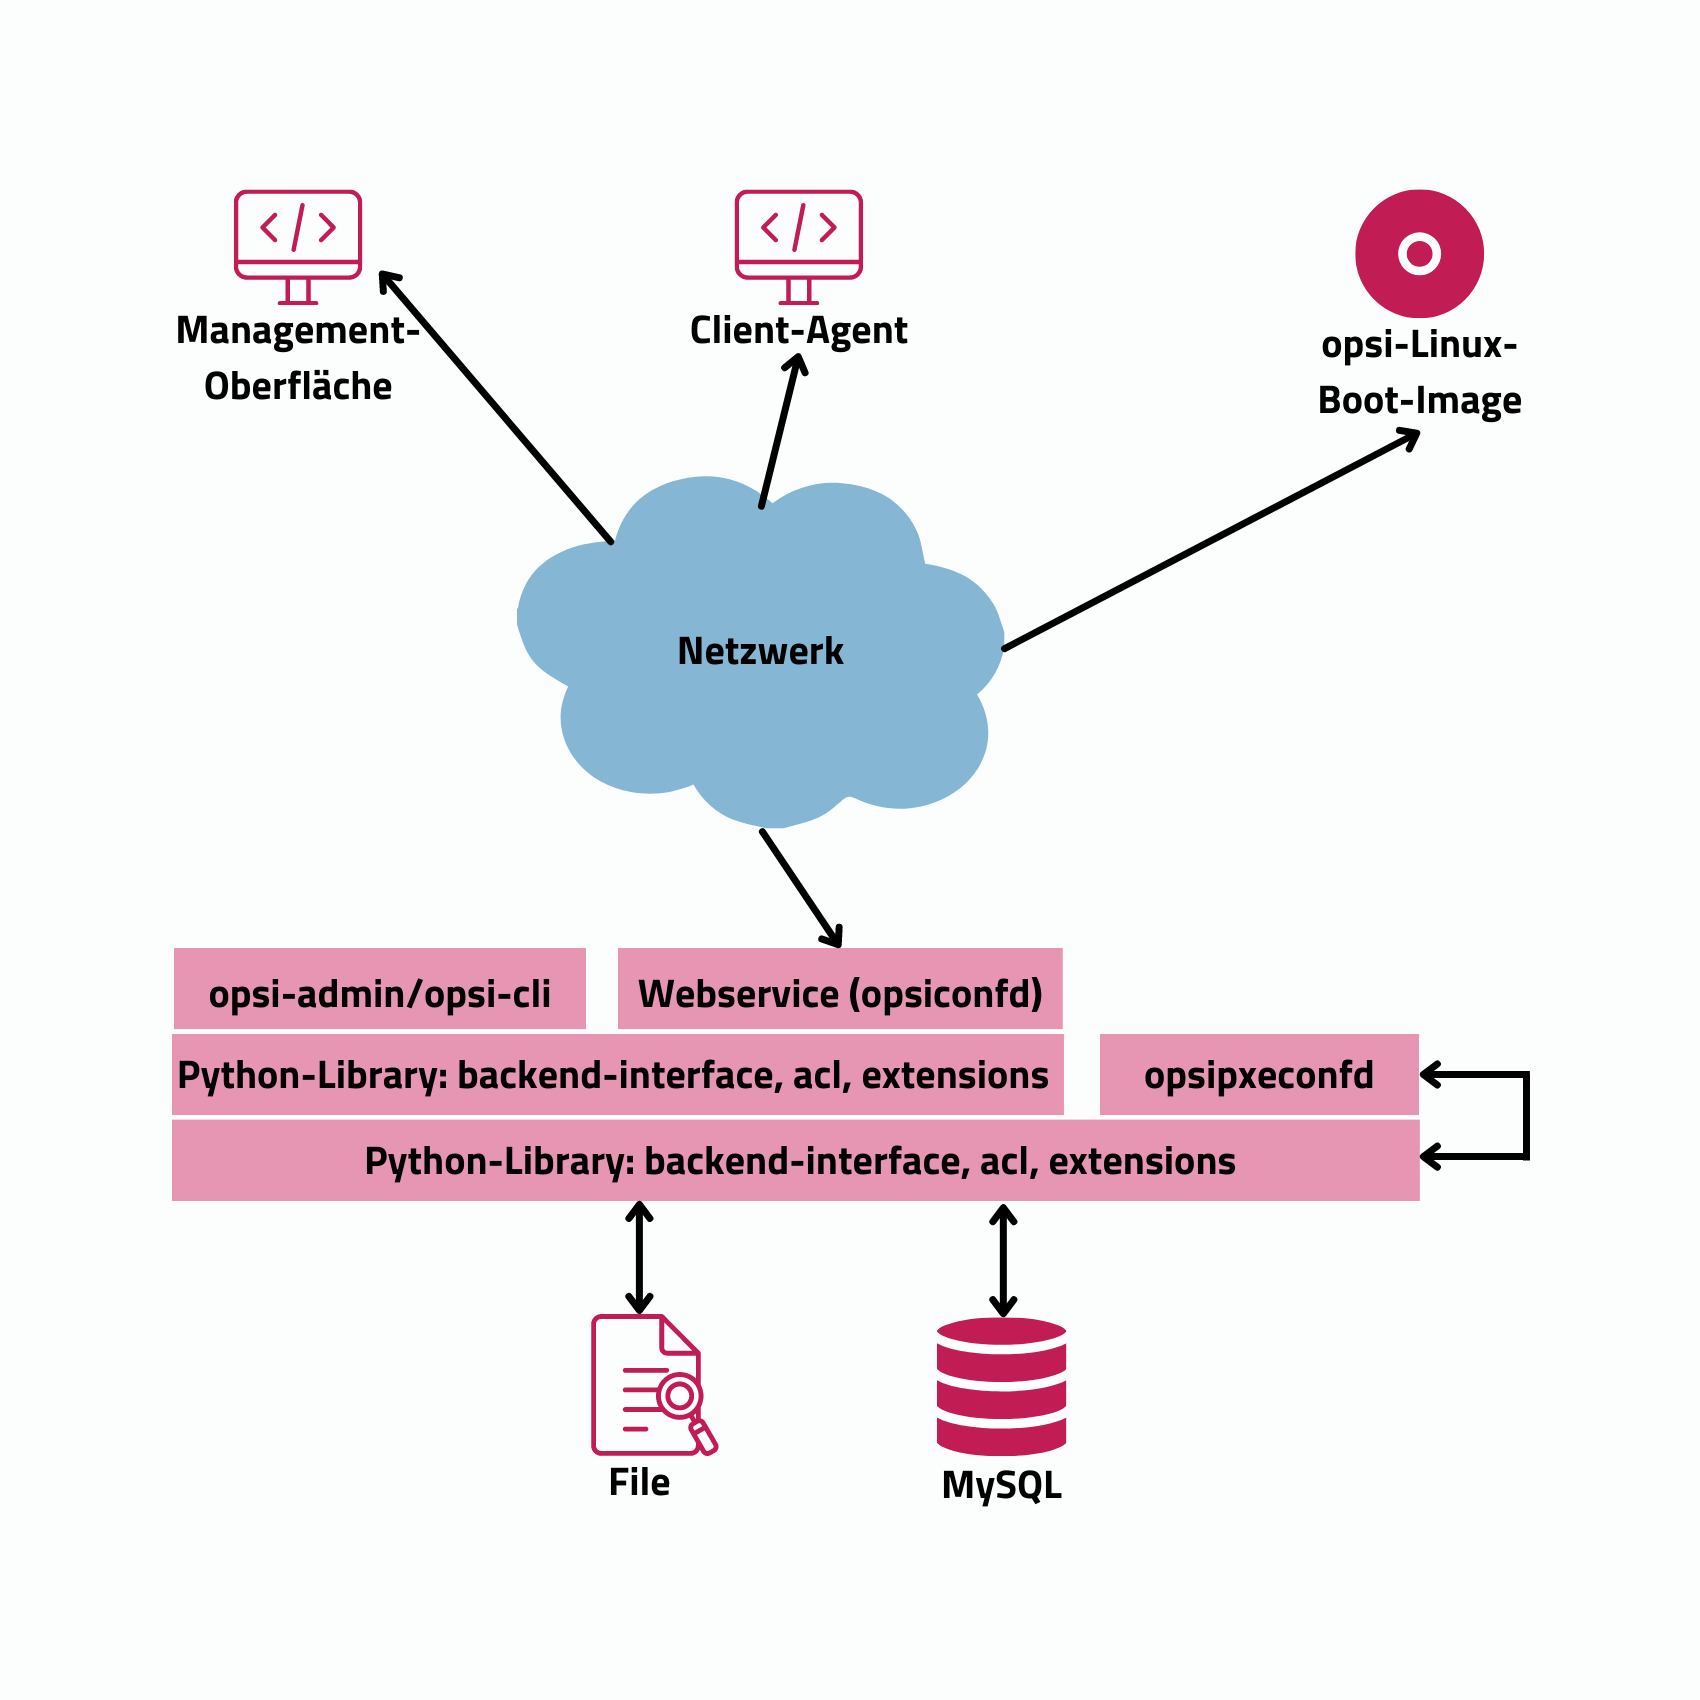 Management-
Oberfläche
Client-Agent
opsi-Linux-
Boot-Image
Netzwerk
opsi-admin/opsi-cli
Webservice (opsiconfd)
Python-Library: backend-interface, acl, extensions
opsipxeconfd
Python-Library: backend-interface, acl, extensions
File
MySQL